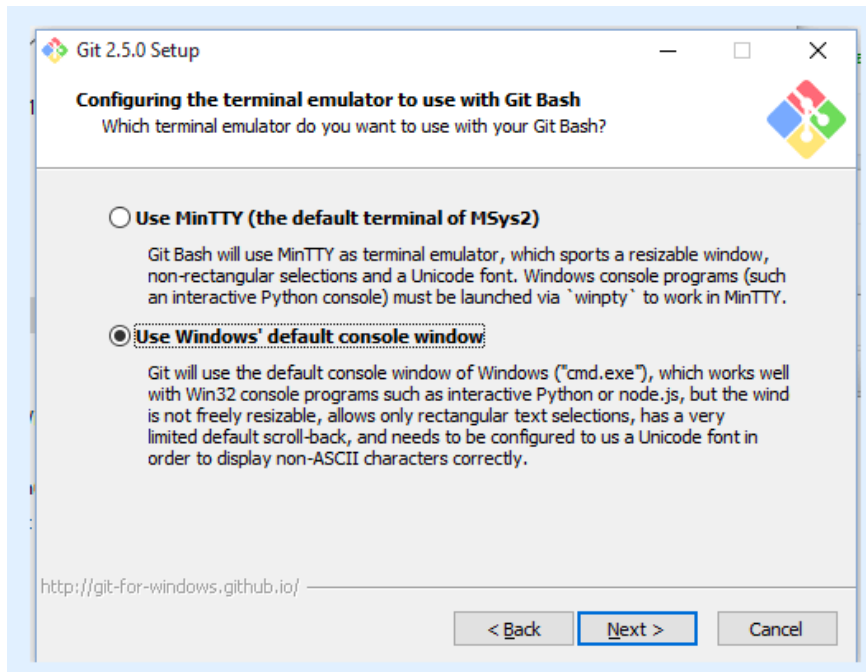 Git 2.5.0 Setup
Configuring the terminal emulator to use with Git Bash
Which terminal emulator do you want to use with your Git Bash?
Use MinTTY (the default terminal of MSys2)
Git Bash will use MinTTY as terminal emulator, which sports a resizable window,
non-rectangular selections and a Unicode font. Windows console programs (such
an interactive Python console) must be launched via `winpty` to work in MinTTY.
Use Windows' default console window
Git will use the default console window of Windows ("cmd.exe"), which works well
with Win32 console programs such as interactive Python or node.js, but the wind
is not freely resizable, allows only rectangular text selections, has a very
limited default scroll-back, and needs to be configured to us a Unicode font in
order to display non-ASCII characters correctly.
http://git-for-windows.github.io/
< Back
Next >
Cancel